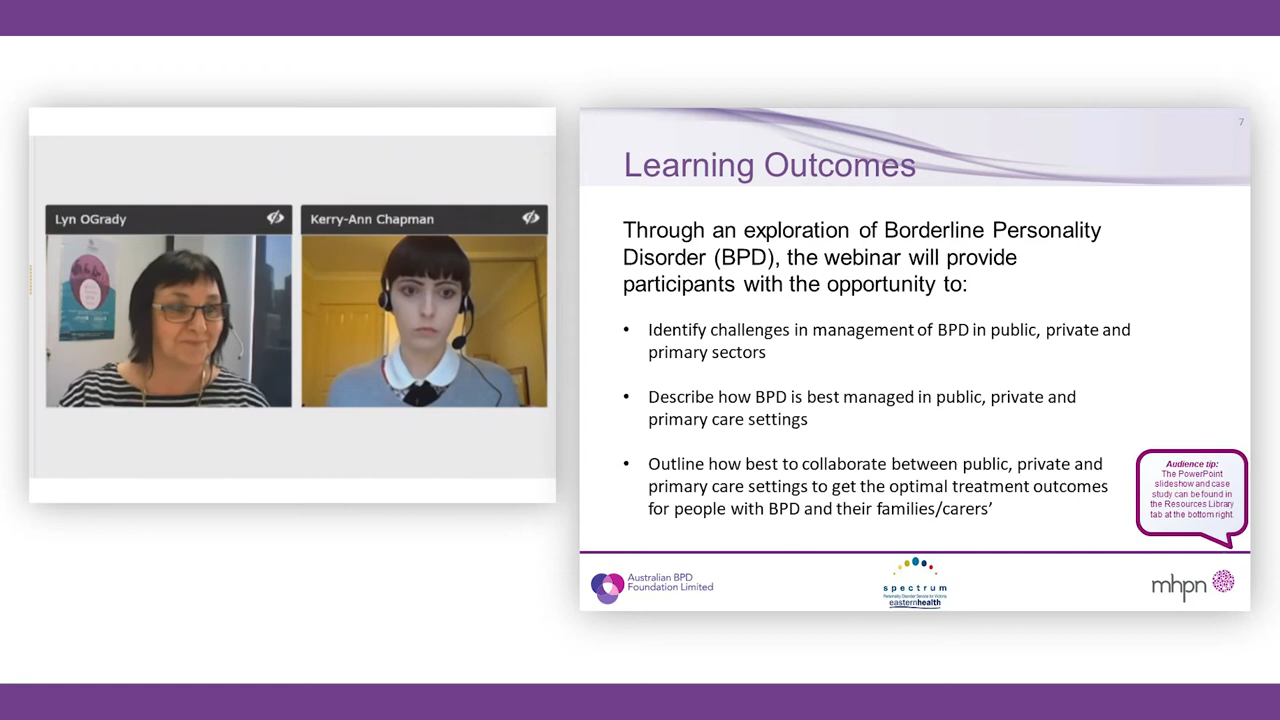 Lyn OGrady
Kerry-Ann Chapman
7
Learning Outcomes
Through an exploration of Borderline Personality
Disorder (BPD), the webinar will provide
participants with the opportunity to:
• Identify challenges in management of BPD in public, private and
primary sectors
• Describe how BPD is best managed in public, private and
primary care settings
• Outline how best to collaborate between public, private and
primary care settings to get the optimal treatment outcomes
for people with BPD and their families/carers’
Audience tip:
The PowerPoint
slideshow and case
study can be found in
the Resources Library
tab at the bottom right.
Australian BPD
Foundation Limited
spectrum
Personality Disorder Service for Victoria
easternhealth
mhpn